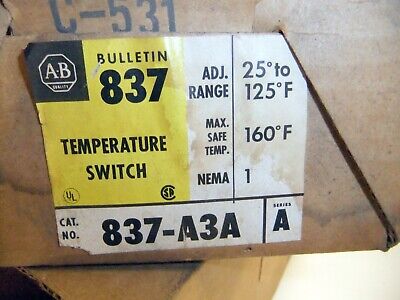 C-531
A-B
QUALITY
BULLETIN
837
TEMPERATURE
SWITCH
UL
ADJ. RANGE 25° to 125°F
MAX. SAFE TEMP. 160°F
NEMA 1
CAT. NO. 837-A3A
SERIES A